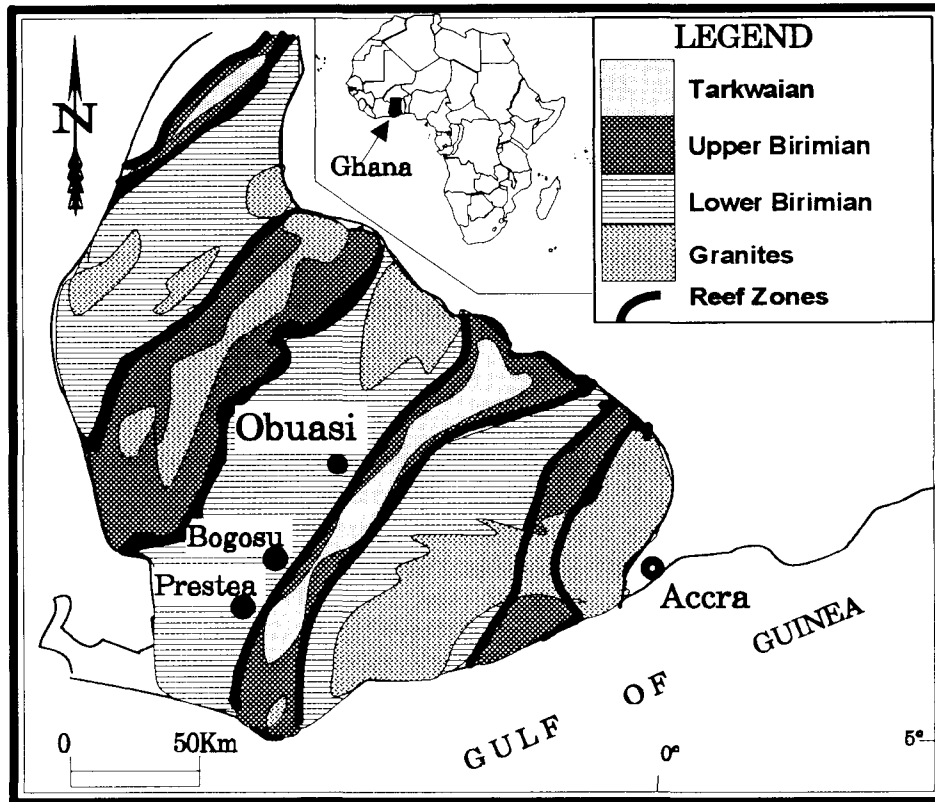 LEGEND
Tarkwaian
Upper Birimian
Lower Birimian
Granites
Reef Zones
N
Ghana
Obuasi
Bogosu
Prestea
Accra
GULF OF GUINEA
0 50Km
0°
5°